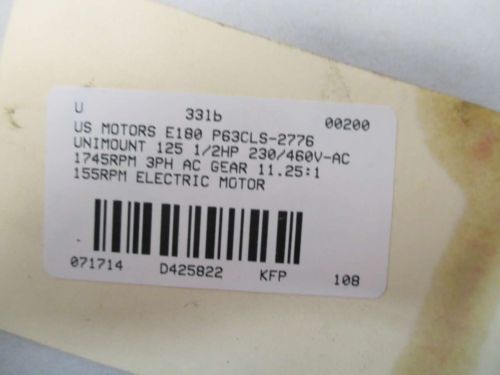 U 33lb 00200
US MOTORS E180 P63CLS-2776
UNIMOUNT 125 1/2HP 230/460V-AC
1745RPM 3PH AC GEAR 11.25:1
155RPM ELECTRIC MOTOR
071714 D425822 KFP 108